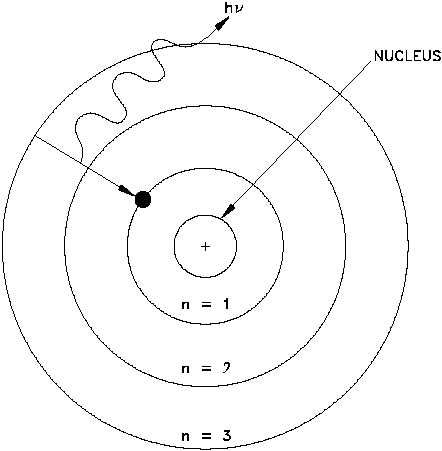 hν
NUCLEUS
+
n = 1
n = 2
n = 3